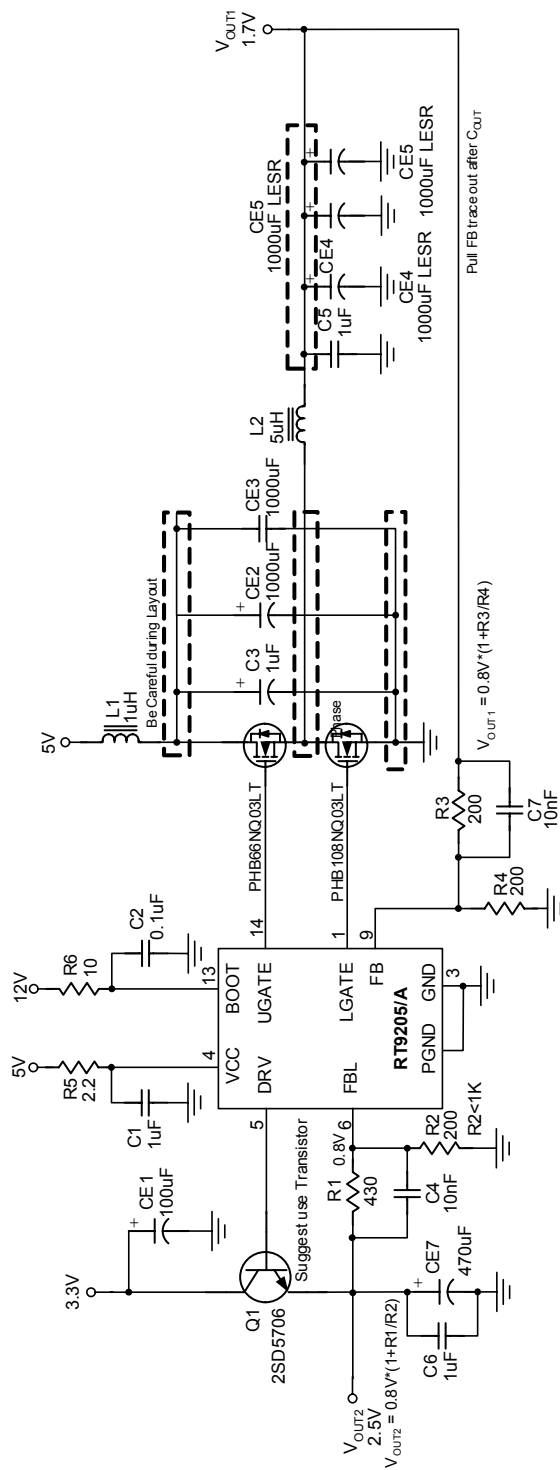 3.3V
CE1
100uF
+
Q1
2SD5706
Suggest use Transistor
V_OUT2
2.5V
V_OUT2 = 0.8V*(1+R1/R2)
C6
1uF
+
CE7
470uF
R1
430
0.8V
C4
10nF
R2
200
R2<1K
5V
R5
2.2
C1
1uF
12V
R6
10
C2
0.1uF
4
13
VCC
BOOT
5
DRV
UGATE
14
6
FBL
LGATE
1
FB
9
RT9205/A
PGND
GND
3
5V
L1
1uH
Be Careful during Layout
PHB66NQ03LT
PHB108NQ03LT
Phase
+
C3
1uF
+
CE2
1000uF
CE3
1000uF
L2
5uH
CE5
1000uF LESR
C5
1uF
+
CE4
+
CE4
1000uF LESR
+
CE5
1000uF LESR
V_OUT1
1.7V
Pull FB trace out after C_OUT
V_OUT1 = 0.8V*(1+R3/R4)
R3
200
C7
10nF
R4
200